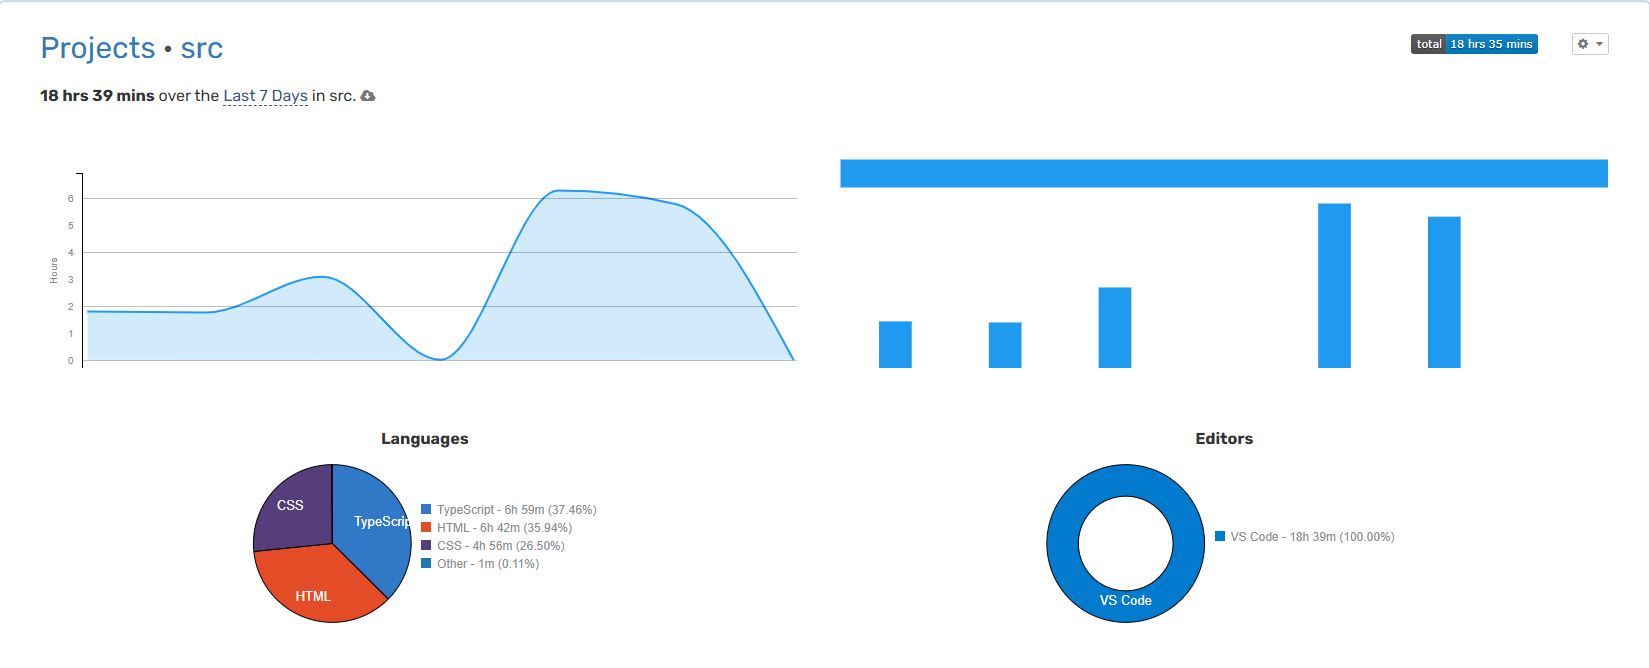 Projects • src
total 18 hrs 35 mins
18 hrs 39 mins over the Last 7 Days in src.
Hours
6
5
4
3
2
1
0
Languages
CSS
TypeScrip
HTML
TypeScript - 6h 59m (37.46%)
HTML - 6h 42m (35.94%)
CSS - 4h 56m (26.50%)
Other - 1m (0.11%)
Editors
VS Code
VS Code - 18h 39m (100.00%)